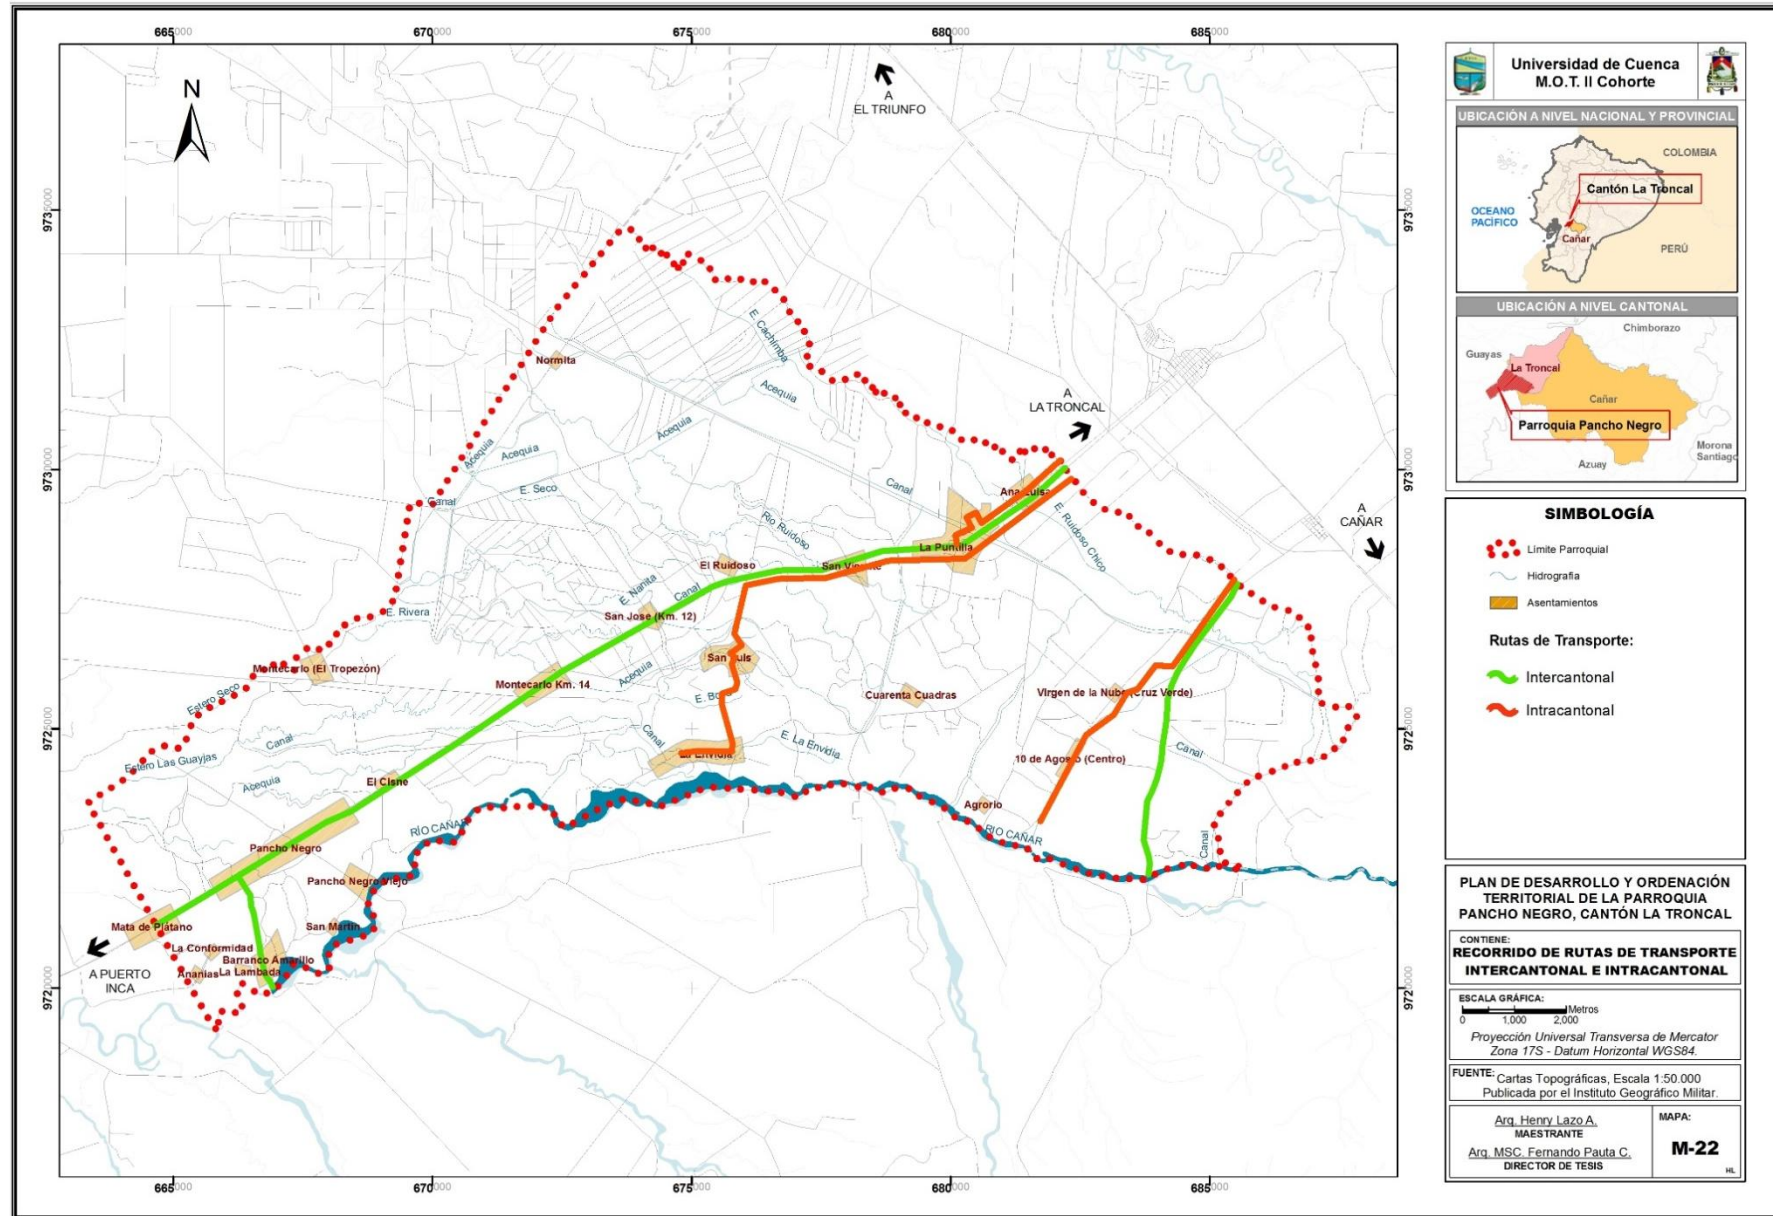 665000
670000
675000
680000
685000
N
A
EL TRIUNFO
9735000
9735000
E. Cachimba
Normita
Acequia
A
LA TRONCAL
Acequia
Acequia
Acequia
9730000
9730000
Canal
E. Seco
Canal
Ana Luisa
E. Ruidoso Chico
A
CAÑAR
Río Ruidoso
La Puntilla
El Ruidoso
San Vicente
E. Nanita
Canal
E. Rivera
San Jose (Km. 12)
San Luis
Montecarlo (El Tropezón)
Acequia
Montecarlo Km. 14
Cuarenta Cuadras
Virgen de la Nube (Cruz Verde)
Estero Seco
9725000
9725000
Canal
Canal
E. La Envidia
Canal
La Envidia
10 de Agosto (Centro)
Estero Las Guayjas
Acequia
El Cisne
Agrorio
RÍO CAÑAR
RIO CAÑAR
Canal
Pancho Negro
Pancho Negro Viejo
Mata de Plátano
San Martin
La Conformidad
Barranco Amarillo
Ananias
La Lambada
A PUERTO
INCA
9720000
9720000
665000
670000
675000
680000
685000
Universidad de Cuenca
M.O.T. II Cohorte
UBICACIÓN A NIVEL NACIONAL Y PROVINCIAL
COLOMBIA
Cantón La Troncal
OCEANO
PACÍFICO
Cañar
PERÚ
UBICACIÓN A NIVEL CANTONAL
Chimborazo
Guayas
La Troncal
Cañar
Parroquia Pancho Negro
Morona
Santiago
Azuay
SIMBOLOGÍA
Límite Parroquial
Hidrografía
Asentamientos
Rutas de Transporte:
Intercantonal
Intracantonal
PLAN DE DESARROLLO Y ORDENACIÓN
TERRITORIAL DE LA PARROQUIA
PANCHO NEGRO, CANTÓN LA TRONCAL
CONTIENE:
RECORRIDO DE RUTAS DE TRANSPORTE
INTERCANTONAL E INTRACANTONAL
ESCALA GRÁFICA:
Metros
0 1,000 2,000
Proyección Universal Transversa de Mercator
Zona 17S - Datum Horizontal WGS84.
FUENTE: Cartas Topográficas, Escala 1:50.000
Publicada por el Instituto Geográfico Militar.
Arq. Henry Lazo A.
MAESTRANTE
Arq. MSC. Fernando Pauta C.
DIRECTOR DE TESIS
MAPA:
M-22
HL